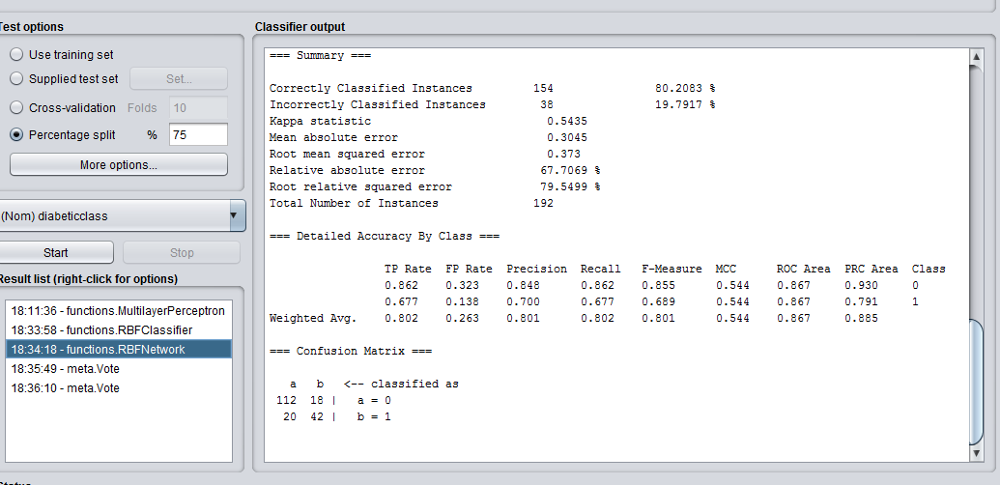 Test options
Use training set
Supplied test set Set...
Cross-validation Folds 10
Percentage split % 75
More options...
(Nom) diabeticclass
Start Stop
Result list (right-click for options)
18:11:36 - functions.MultilayerPerceptron
18:33:58 - functions.RBFClassifier
18:34:18 - functions.RBFNetwork
18:35:49 - meta.Vote
18:36:10 - meta.Vote
Classifier output
=== Summary ===
Correctly Classified Instances 154 80.2083 %
Incorrectly Classified Instances 38 19.7917 %
Kappa statistic 0.5435
Mean absolute error 0.3045
Root mean squared error 0.373
Relative absolute error 67.7069 %
Root relative squared error 79.5499 %
Total Number of Instances 192
=== Detailed Accuracy By Class ===
TP Rate FP Rate Precision Recall F-Measure MCC ROC Area PRC Area Class
0.862 0.323 0.848 0.862 0.855 0.544 0.867 0.930 0
0.677 0.138 0.700 0.677 0.689 0.544 0.867 0.791 1
Weighted Avg. 0.802 0.263 0.801 0.802 0.801 0.544 0.867 0.885
=== Confusion Matrix ===
a b <-- classified as
112 18 | a = 0
20 42 | b = 1